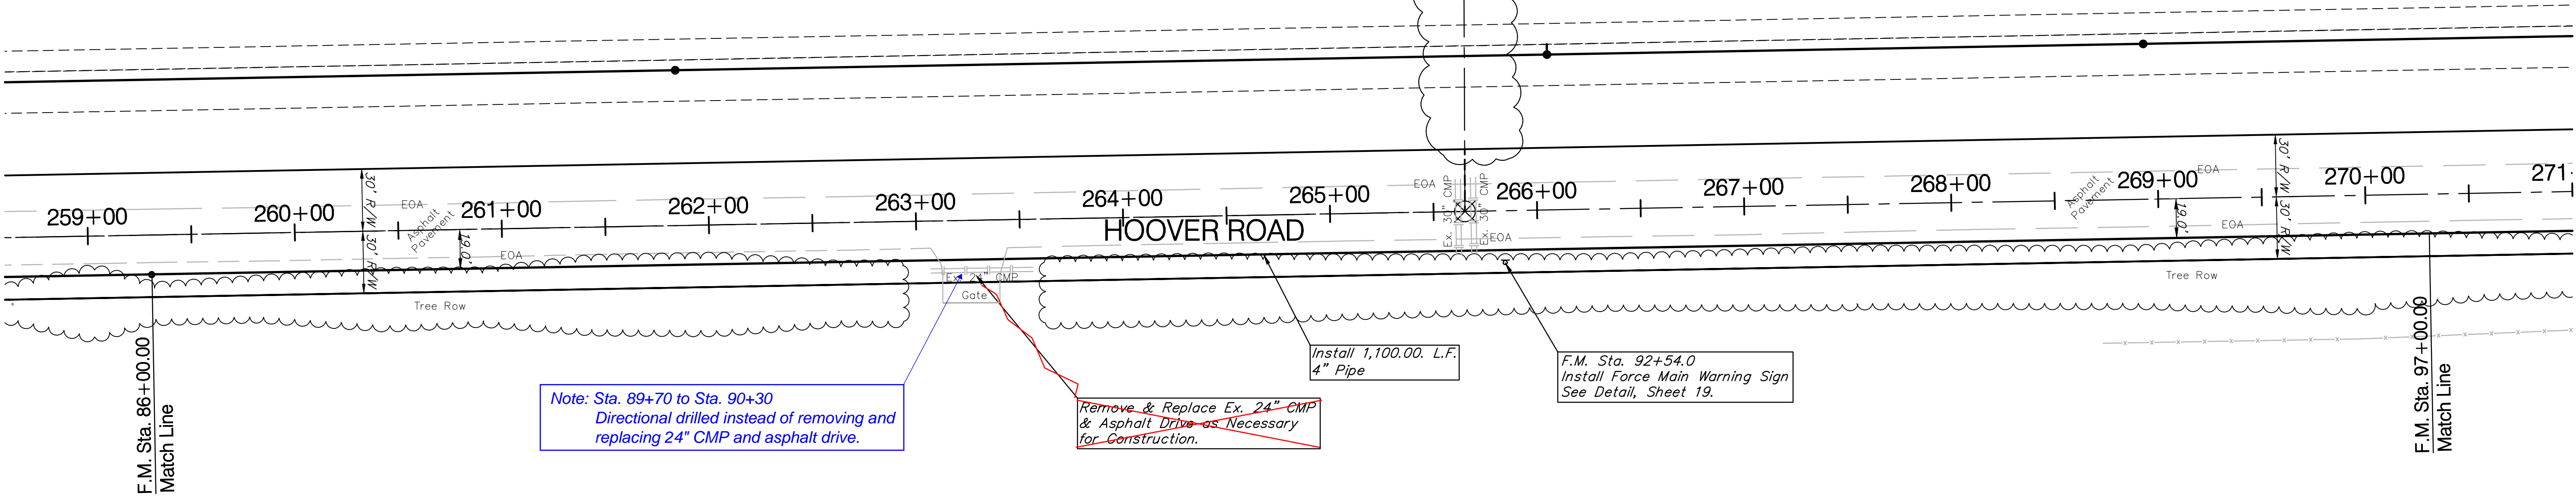 259+00
260+00
261+00
262+00
263+00
264+00
265+00
266+00
267+00
268+00
269+00
270+00
271
30' R/W
30' R/W
EOA
Asphalt
Pavement
19.0'
EOA
Tree Row
HOOVER ROAD
Ex. 24" CMP
Gate
EOA
Ex. 30" CMP
Ex. 30" CMP
EOA
Asphalt
Pavement
EOA
19.0'
EOA
30' R/W
30' R/W
Tree Row
F.M. Sta. 86+00.00
Match Line
Note: Sta. 89+70 to Sta. 90+30
Directional drilled instead of removing and
replacing 24" CMP and asphalt drive.
Remove & Replace Ex. 24" CMP
& Asphalt Drive as Necessary
for Construction.
Install 1,100.00. L.F.
4" Pipe
F.M. Sta. 92+54.0
Install Force Main Warning Sign
See Detail, Sheet 19.
F.M. Sta. 97+00.00
Match Line